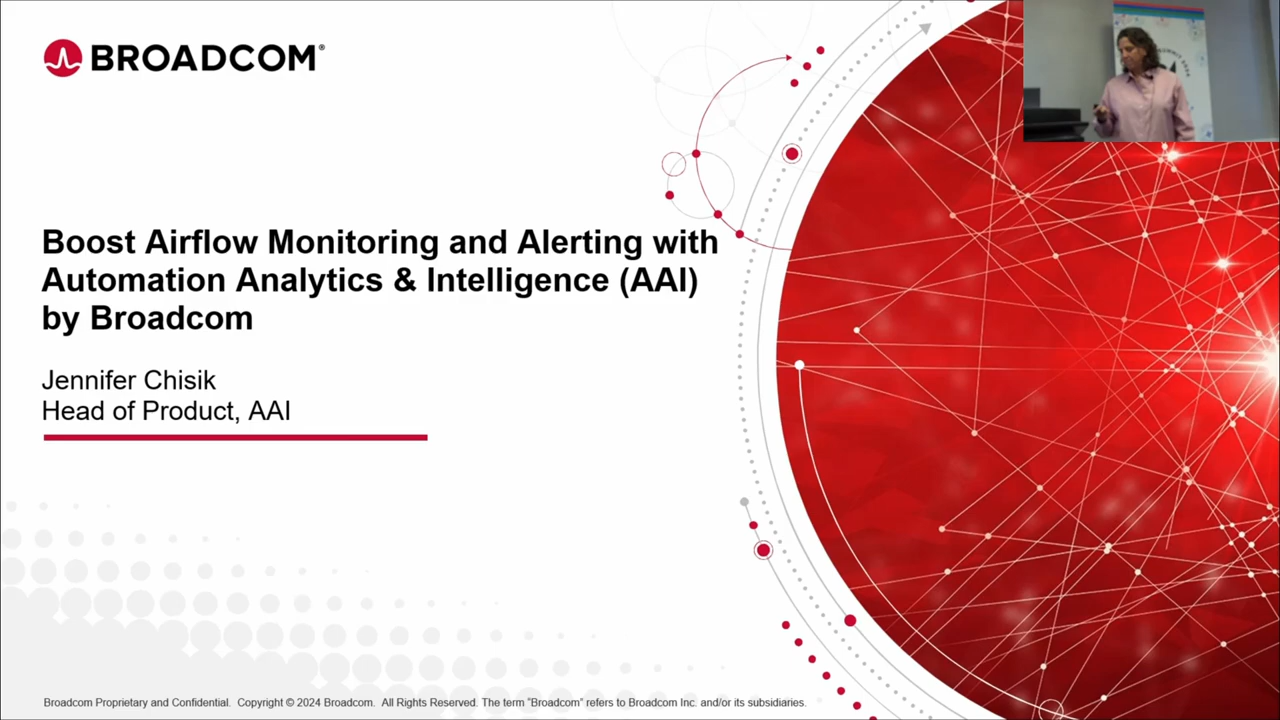 BROADCOM®
Boost Airflow Monitoring and Alerting with
Automation Analytics & Intelligence (AAI)
by Broadcom
Jennifer Chisik
Head of Product, AAI
Broadcom Proprietary and Confidential. Copyright © 2024 Broadcom. All Rights Reserved. The term "Broadcom" refers to Broadcom Inc. and/or its subsidiaries.